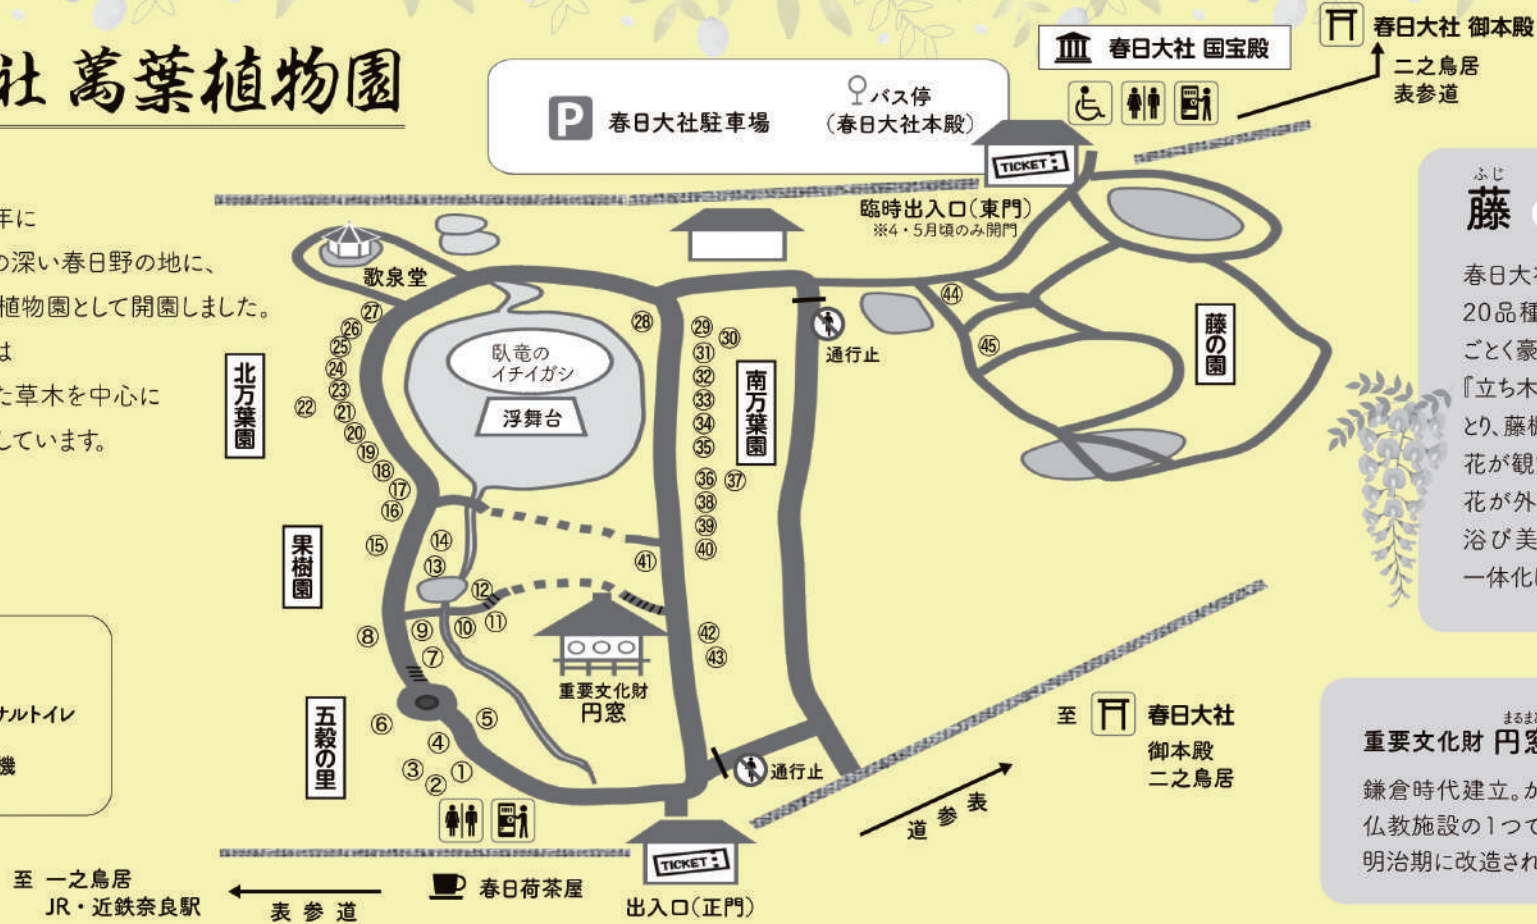 社 萬葉植物園
年に
の深い春日野の地に、
植物園として開園しました。
は
た草木を中心に
しています。
ナルトイレ
機
P 春日大社駐車場
バス停
(春日大社本殿)
春日大社 国宝殿
春日大社 御本殿
二之鳥居
表参道
TICKET
臨時出入口(東門)
※4・5月頃のみ開門
歌泉堂
臥竜の
イチイガシ
浮舞台
北万葉園
南万葉園
藤の園
果樹園
五穀の里
通行止
㉗
㉖
㉕
㉔
㉓
㉒
㉑
⑳
⑲
⑱
⑰
⑯
⑮
⑭
⑬
⑫
⑪
⑩
⑨
⑧
⑦
⑥
⑤
④
③
②
①
㉘
㉙
㉚
㉛
㉜
㉝
㉞
㉟
㊱ ㊲
㊳
㊴
㊵
㊶
㊷
㊸
㊹
㊺
重要文化財
円窓
通行止
至 春日大社
御本殿
二之鳥居
表参道
TICKET
出入口(正門)
春日荷茶屋
至 一之鳥居
JR・近鉄奈良駅
表参道
ふじ
藤
春日大社
20品種
ごとく豪
『立ち木
とり、藤棚
花が観
花が外
浴び美
一体化
まるま
重要文化財 円窓
鎌倉時代建立。か
仏教施設の1つで
明治期に改造され